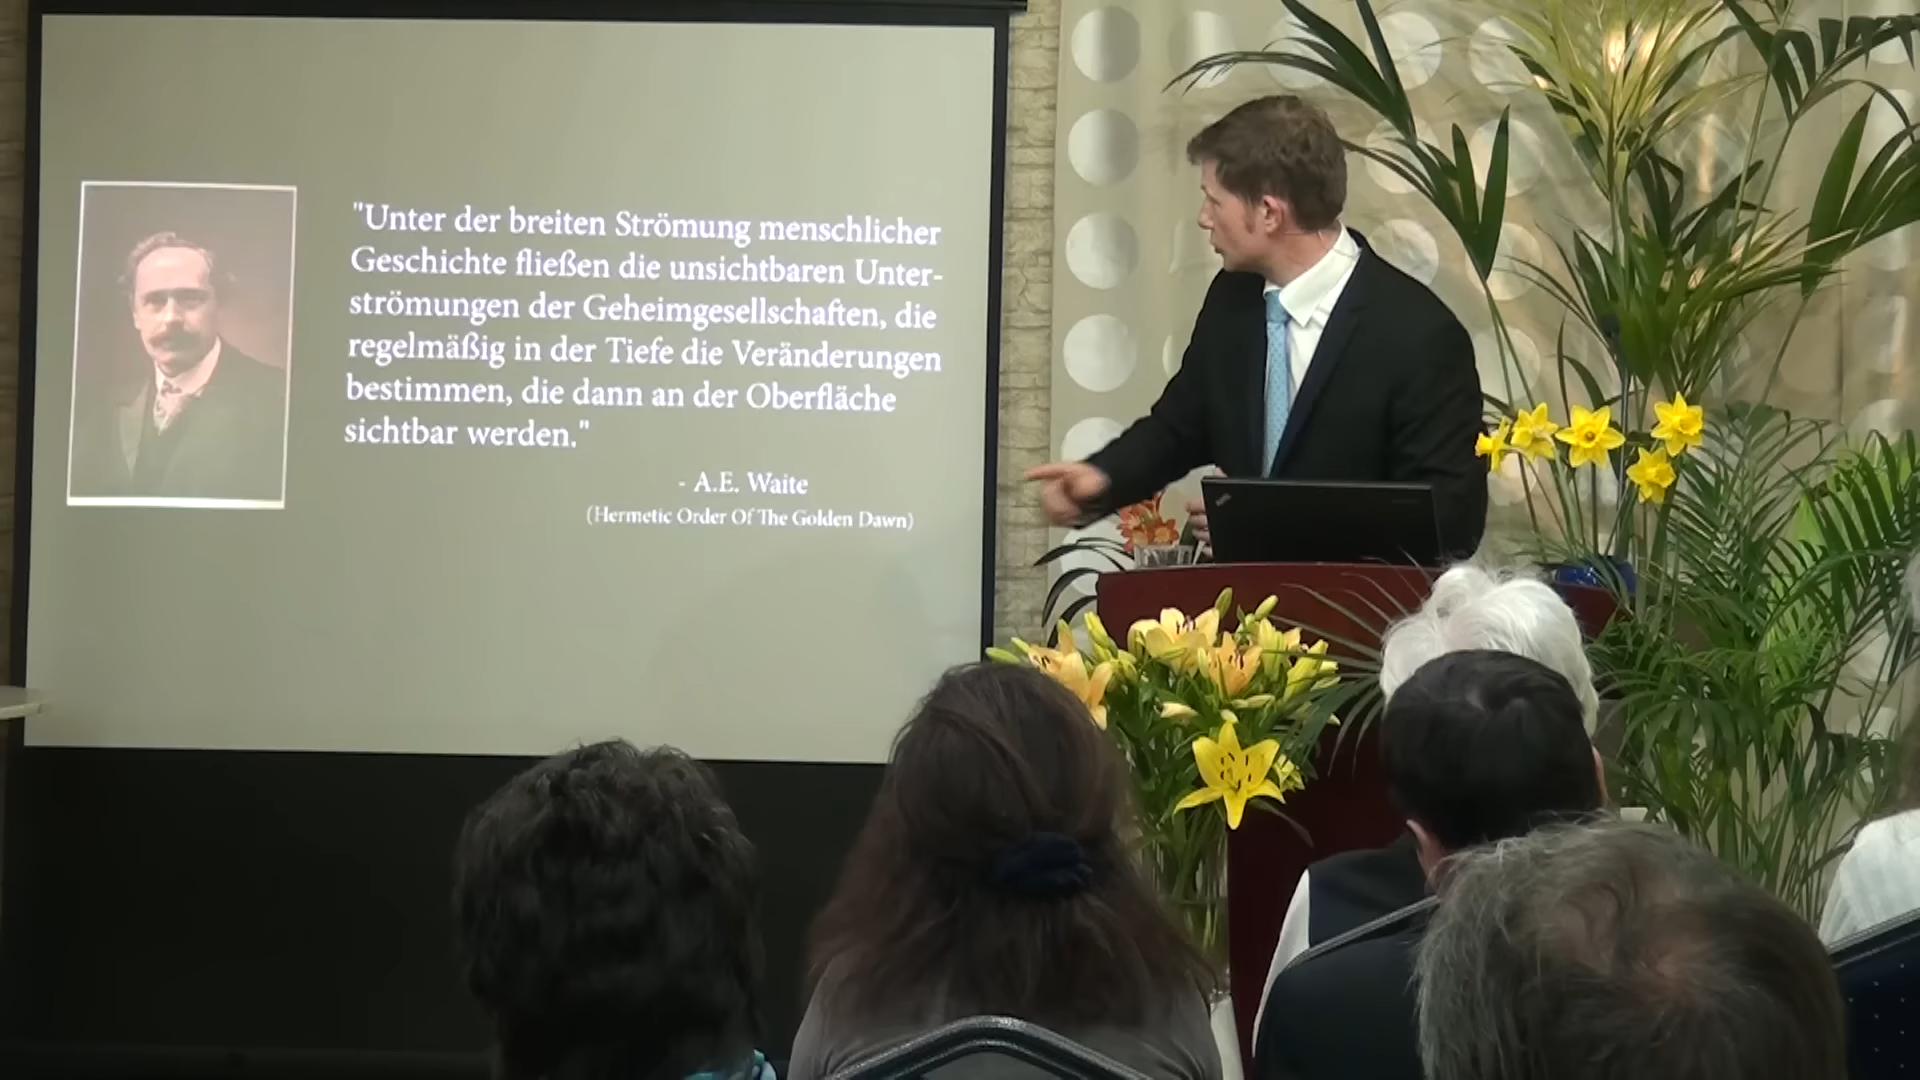 "Unter der breiten Strömung menschlicher
Geschichte fließen die unsichtbaren Unter-
strömungen der Geheimgesellschaften, die
regelmäßig in der Tiefe die Veränderungen
bestimmen, die dann an der Oberfläche
sichtbar werden."
- A.E. Waite
(Hermetic Order Of The Golden Dawn)